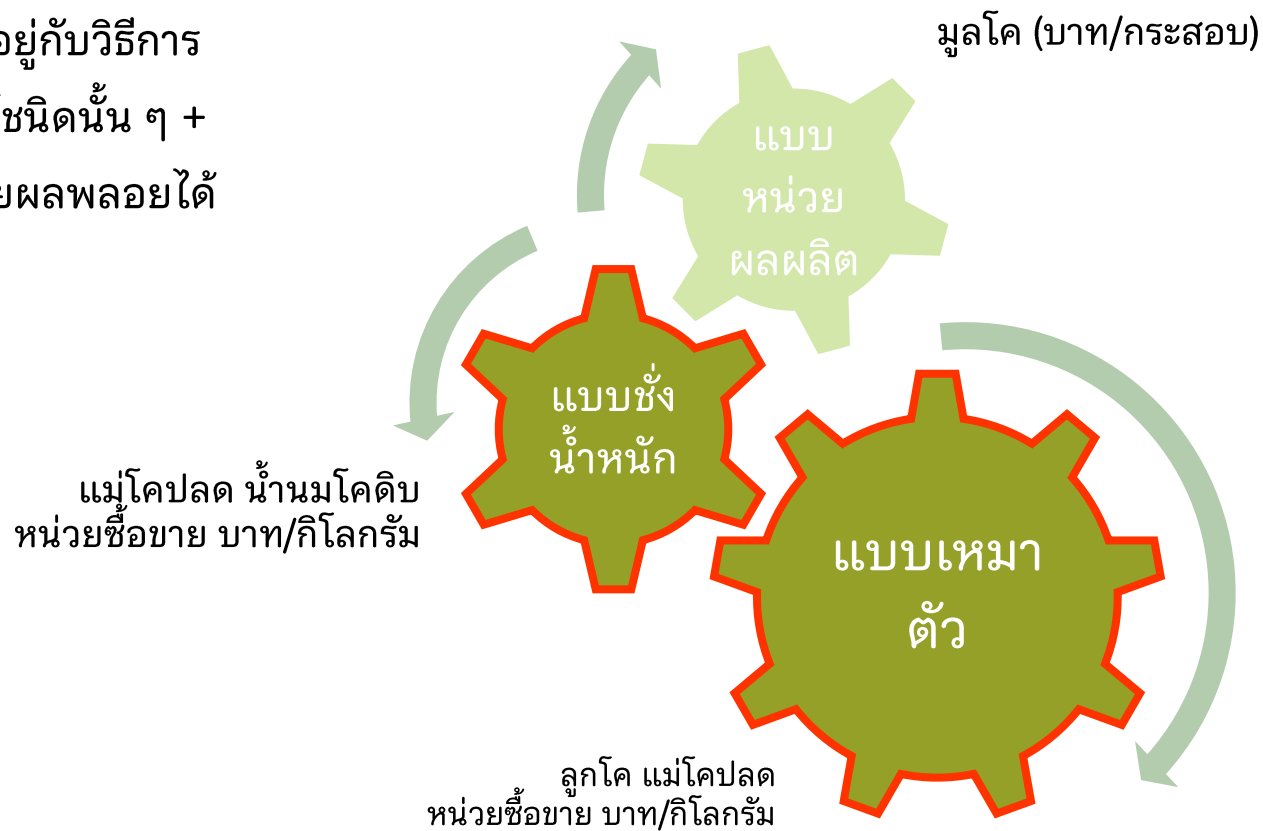 อยู่กับวิธีการ
ชนิดนั้น ๆ +
ยผลพลอยได้
มูลโค (บาท/กระสอบ)
แบบ
หน่วย
ผลผลิต
แบบชั่ง
น้ำหนัก
แม่โคปลด น้ำนมโคดิบ
หน่วยซื้อขาย บาท/กิโลกรัม
แบบเหมา
ตัว
ลูกโค แม่โคปลด
หน่วยซื้อขาย บาท/กิโลกรัม